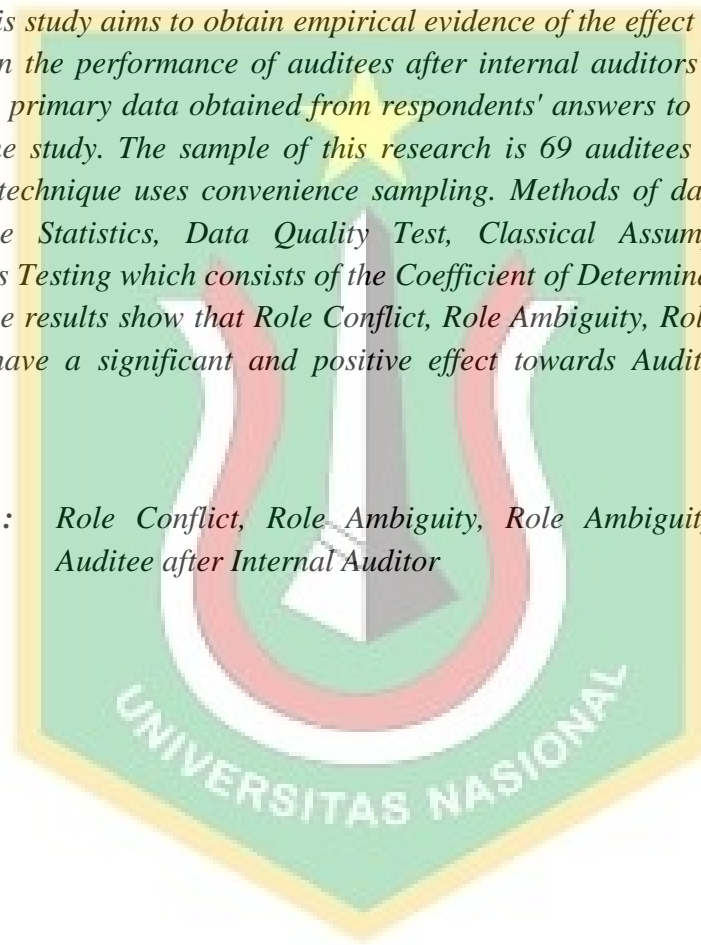 is study aims to obtain empirical evidence of the effect
n the performance of auditees after internal auditors
primary data obtained from respondents' answers to
e study. The sample of this research is 69 auditees
technique uses convenience sampling. Methods of da
e Statistics, Data Quality Test, Classical Assum
s Testing which consists of the Coefficient of Determina
e results show that Role Conflict, Role Ambiguity, Rol
have a significant and positive effect towards Audit
: Role Conflict, Role Ambiguity, Role Ambiguit
Auditee after Internal Auditor
UNIVERSITAS NASIONAL